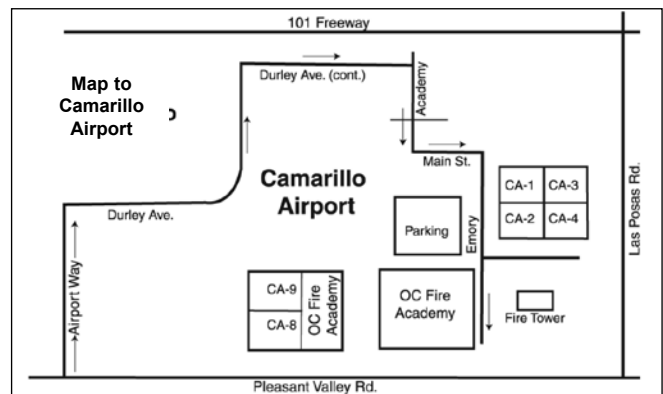 101 Freeway
Map to
Camarillo
Airport
Durley Ave. (cont.)
Academy
Main St.
Camarillo
Airport
Durley Ave.
Airport Way
Parking
Emory
CA-1
CA-3
CA-2
CA-4
Las Posas Rd.
CA-9
CA-8
OC Fire
Academy
OC Fire
Academy
Fire Tower
Pleasant Valley Rd.